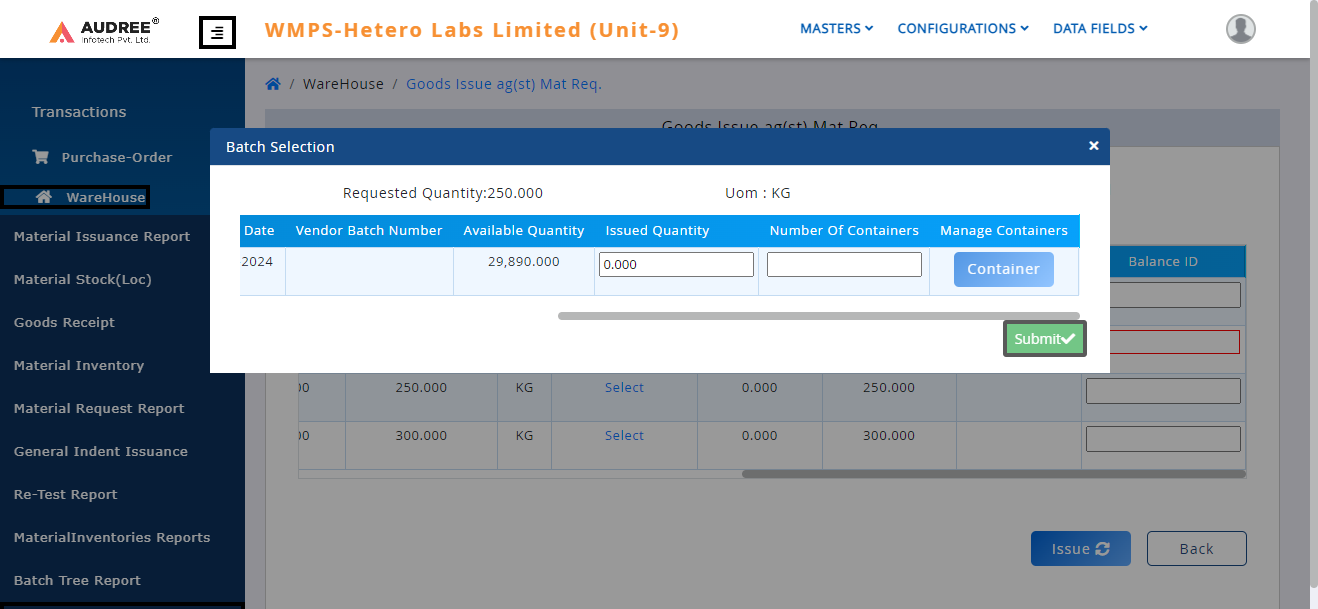 AUDREE®
Infotech Pvt. Ltd.
WMPS-Hetero Labs Limited (Unit-9)
MASTERS
CONFIGURATIONS
DATA FIELDS
/ WareHouse / Goods Issue ag(st) Mat Req.
Transactions
Purchase-Order
WareHouse
Material Issuance Report
Material Stock(Loc)
Goods Receipt
Material Inventory
Material Request Report
General Indent Issuance
Re-Test Report
MaterialInventories Reports
Batch Tree Report
Goods Issue ag(st) Mat Req.
Batch Selection ×
Requested Quantity:250.000 Uom : KG
Date Vendor Batch Number Available Quantity Issued Quantity Number Of Containers Manage Containers
2024 29,890.000 0.000 Container
Submit
Balance ID
00 250.000 KG Select 0.000 250.000
00 300.000 KG Select 0.000 300.000
Issue Back